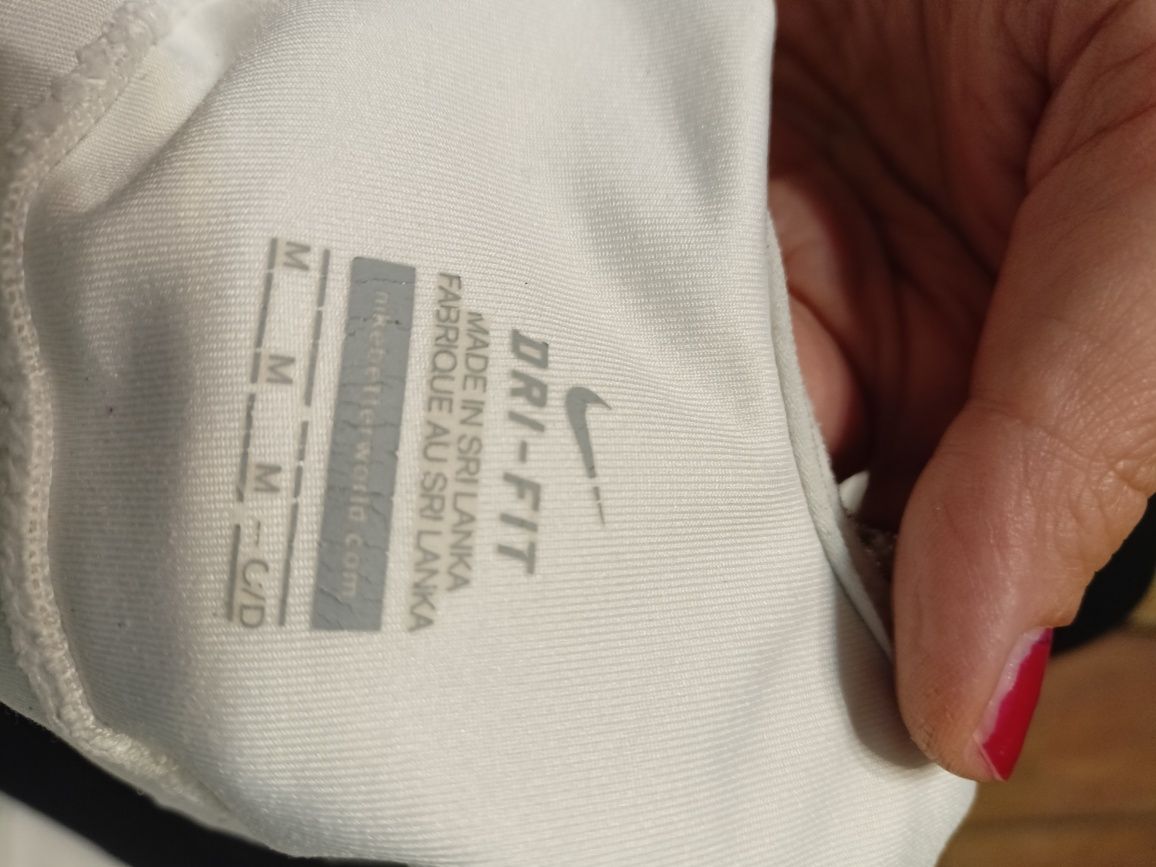 DRI-FIT
MADE IN SRI LANKA
FABRIQUE AU SRI LANKA
nikebetterworld.com
M M M - C/D